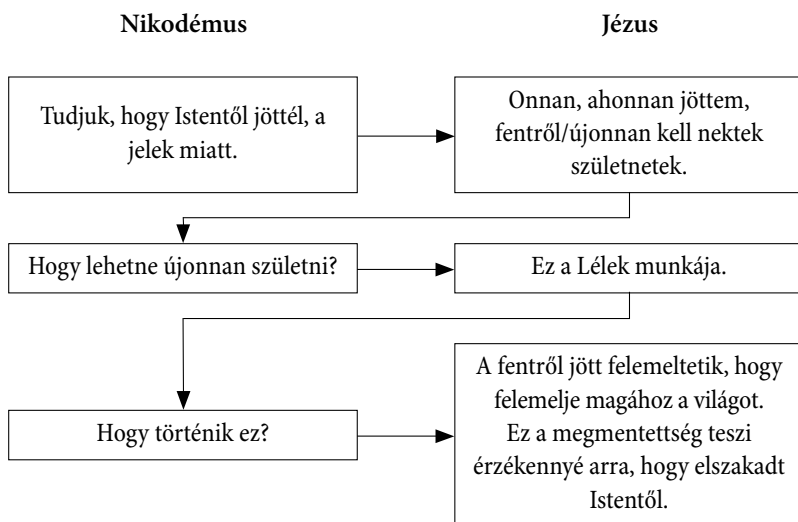 Nikodémus
Jézus
Tudjuk, hogy Istentől jöttél, a
jelek miatt.
Onnan, ahonnan jöttem,
fentről/újonnan kell nektek
születnetek.
Hogy lehetne újonnan születni?
Ez a Lélek munkája.
Hogy történik ez?
A fentről jött felemeltetik, hogy
felemelje magához a világot.
Ez a megmentettség teszi
érzékennyé arra, hogy elszakadt
Istentől.